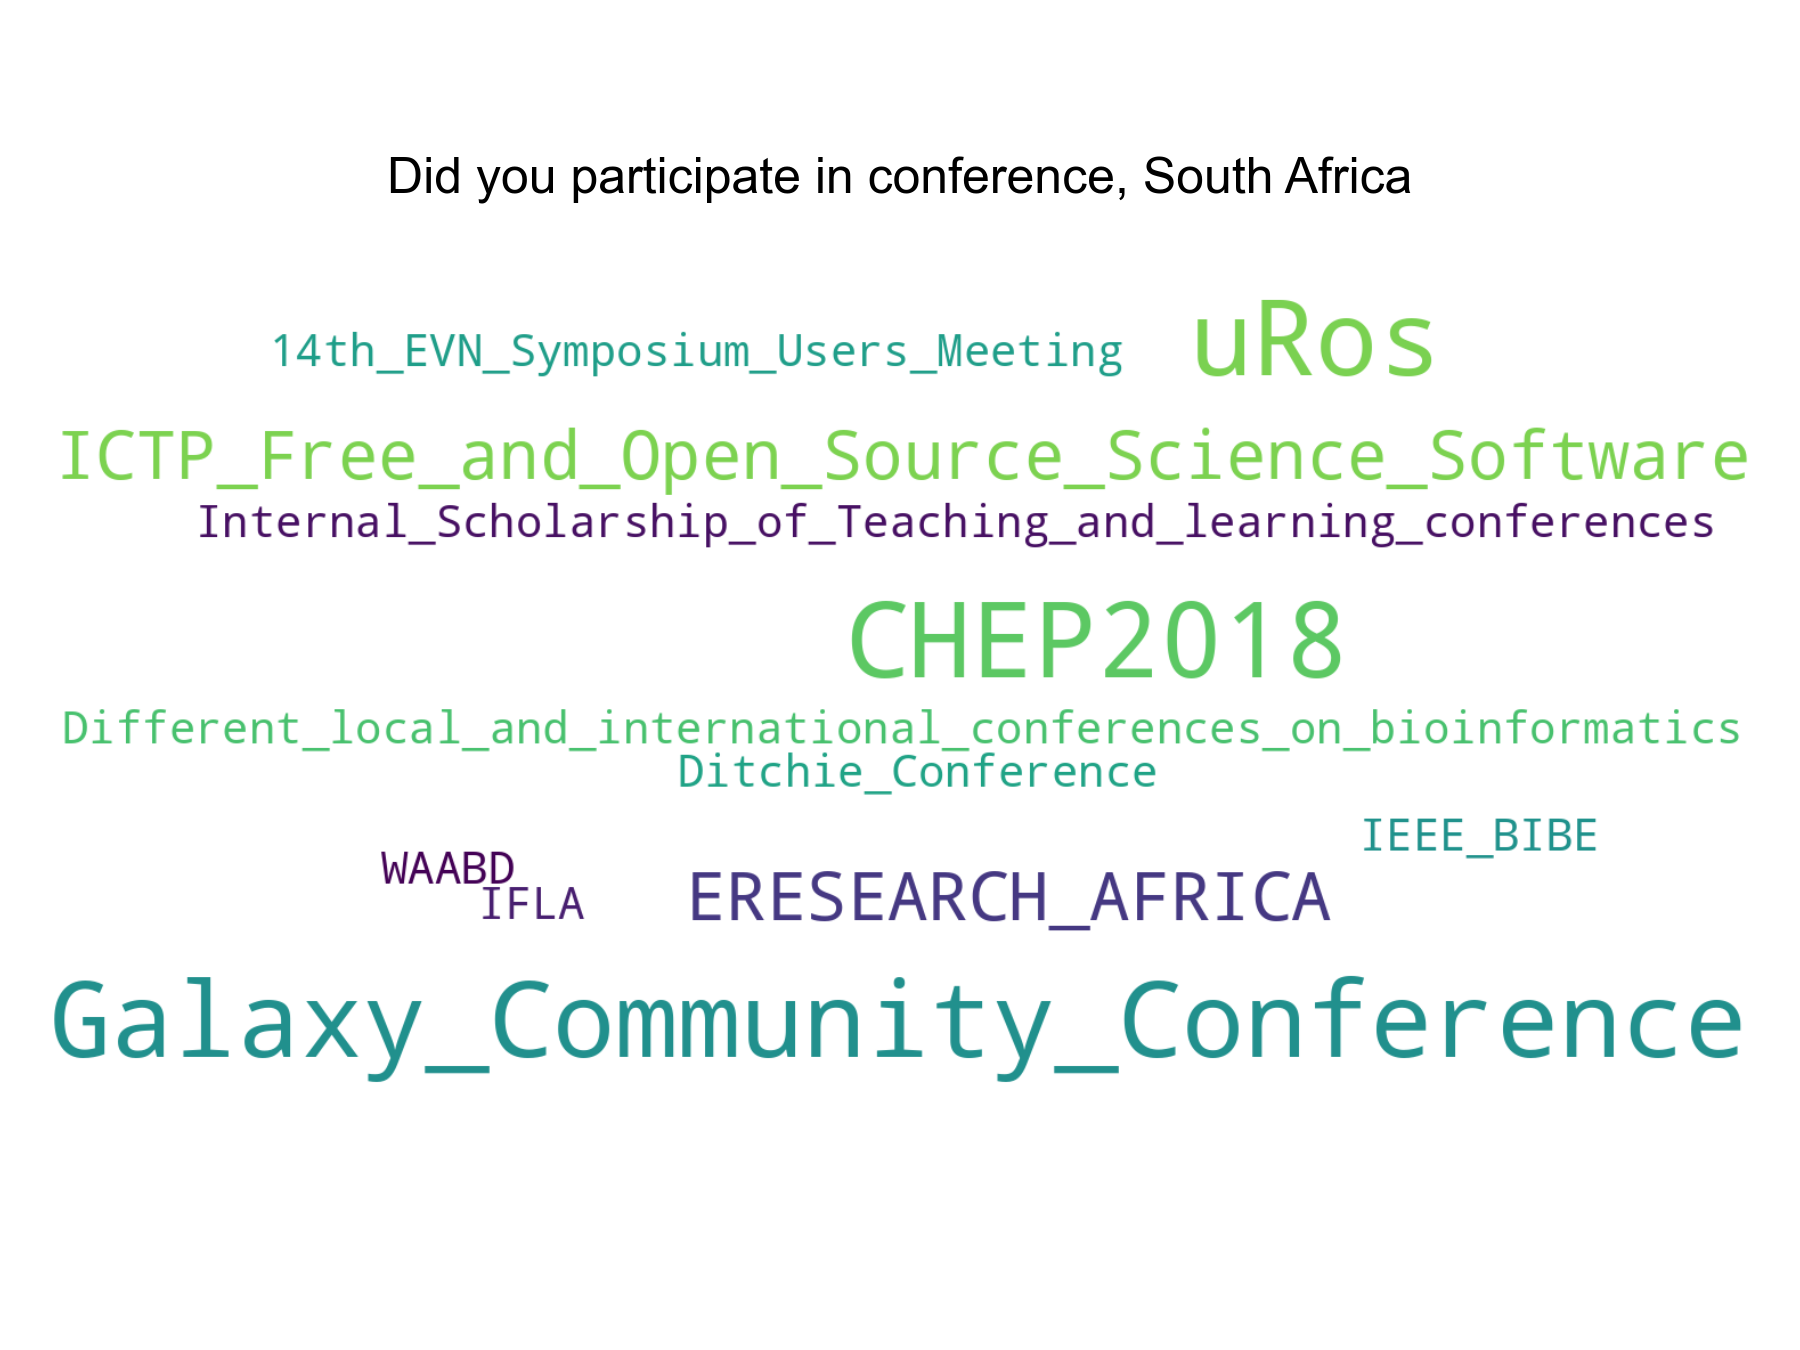 Did you participate in conference, South Africa
14th_EVN_Symposium_Users_Meeting
uRos
ICTP_Free_and_Open_Source_Science_Software
Internal_Scholarship_of_Teaching_and_learning_conferences
CHEP2018
Different_local_and_international_conferences_on_bioinformatics
Ditchie_Conference
IEEE_BIBE
WAABD
IFLA
ERESEARCH_AFRICA
Galaxy_Community_Conference